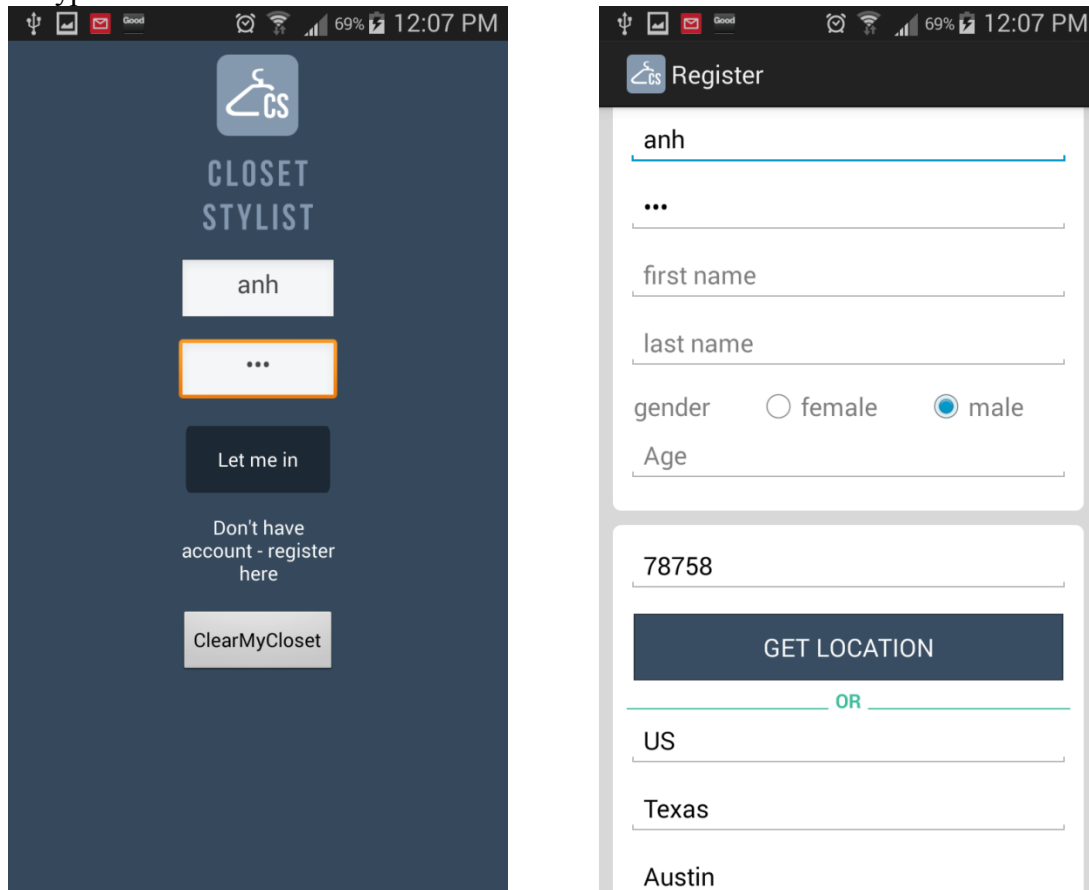 Good
69%
12:07 PM
CS
CLOSET
STYLIST
anh
•••
Let me in
Don't have
account - register
here
ClearMyCloset
Good
69%
12:07 PM
CS
Register
anh
•••
first name
last name
gender
female
male
Age
78758
GET LOCATION
OR
US
Texas
Austin